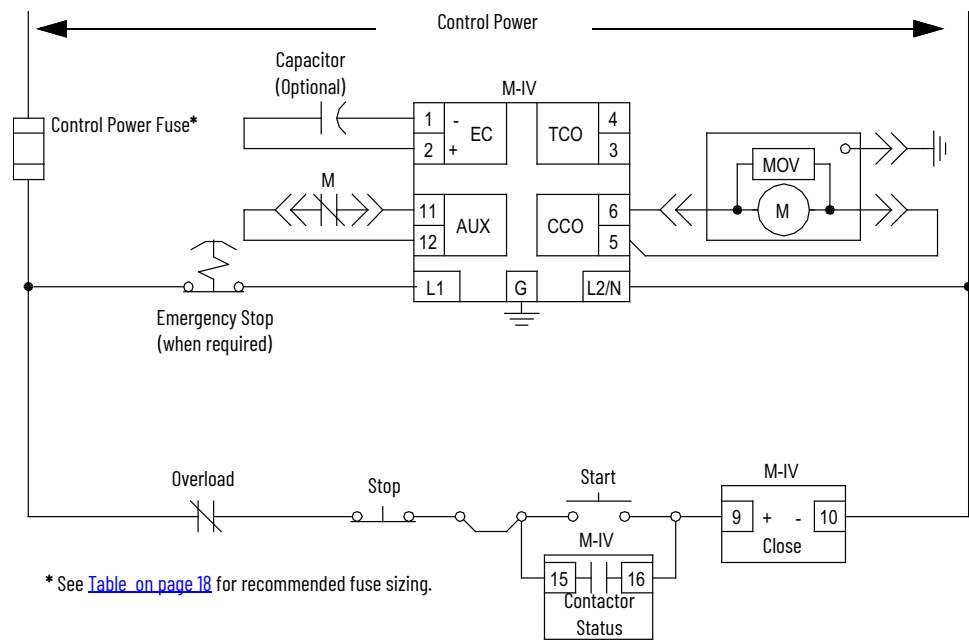 Control Power
Capacitor
(Optional)
M-IV
Control Power Fuse*
1 - EC TCO 4
2 + 3
MOV
M
M
11 AUX CCO 6
12 5
L1 G L2/N
Emergency Stop
(when required)
Overload
Stop
Start
M-IV
9 + - 10
Close
M-IV
15 16
Contactor
Status
* See Table on page 18 for recommended fuse sizing.